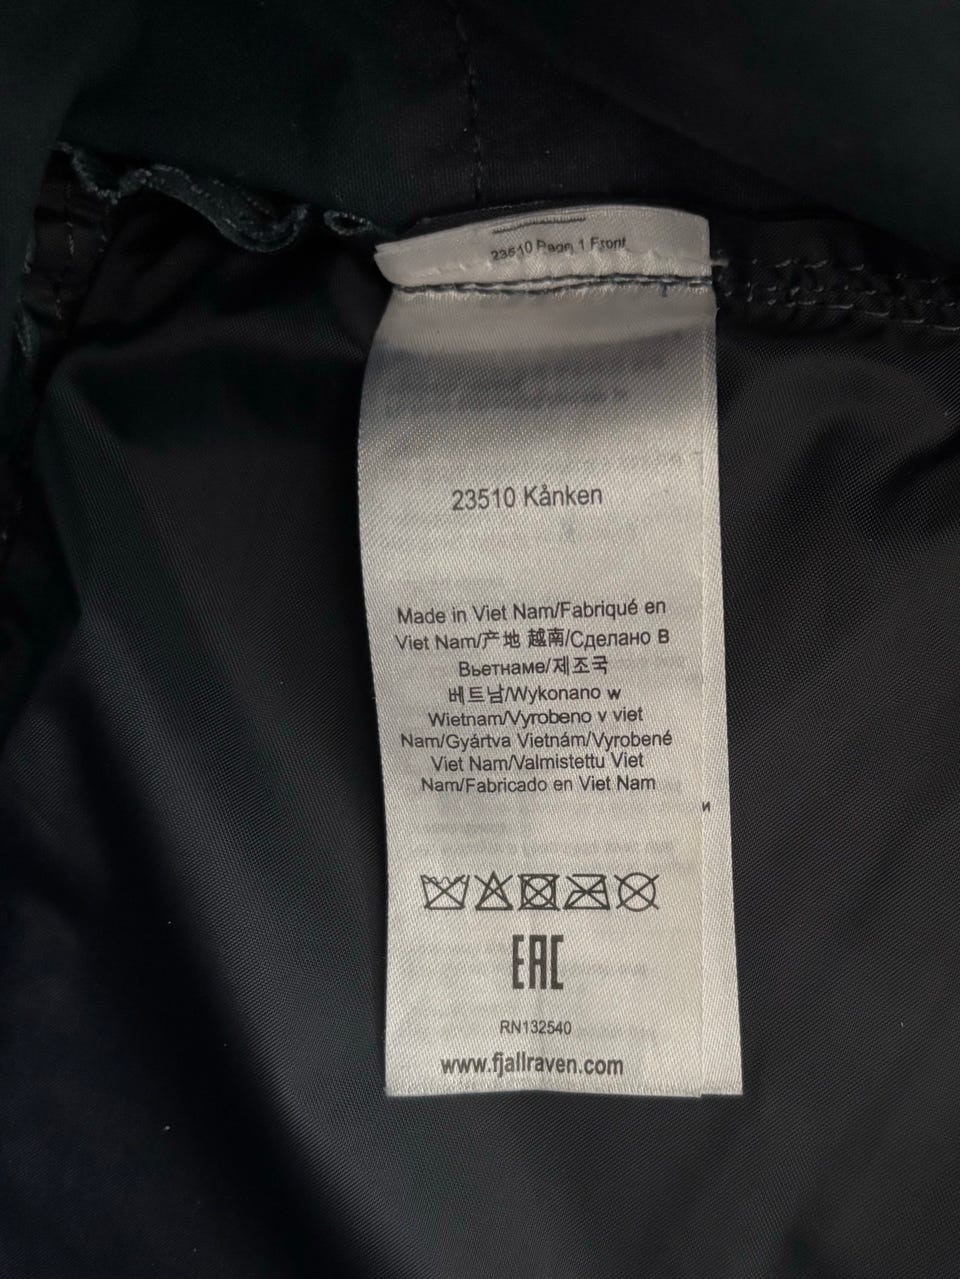 23510 Page 1 Front
23510 Kånken
Made in Viet Nam/Fabriqué en
Viet Nam/产地 越南/Сделано В
Вьетнаме/제조국
베트남/Wykonano w
Wietnam/Vyrobeno v viet
Nam/Gyártva Vietnám/Vyrobené
Viet Nam/Valmistettu Viet
Nam/Fabricado en Viet Nam
и
EAC
RN132540
www.fjallraven.com